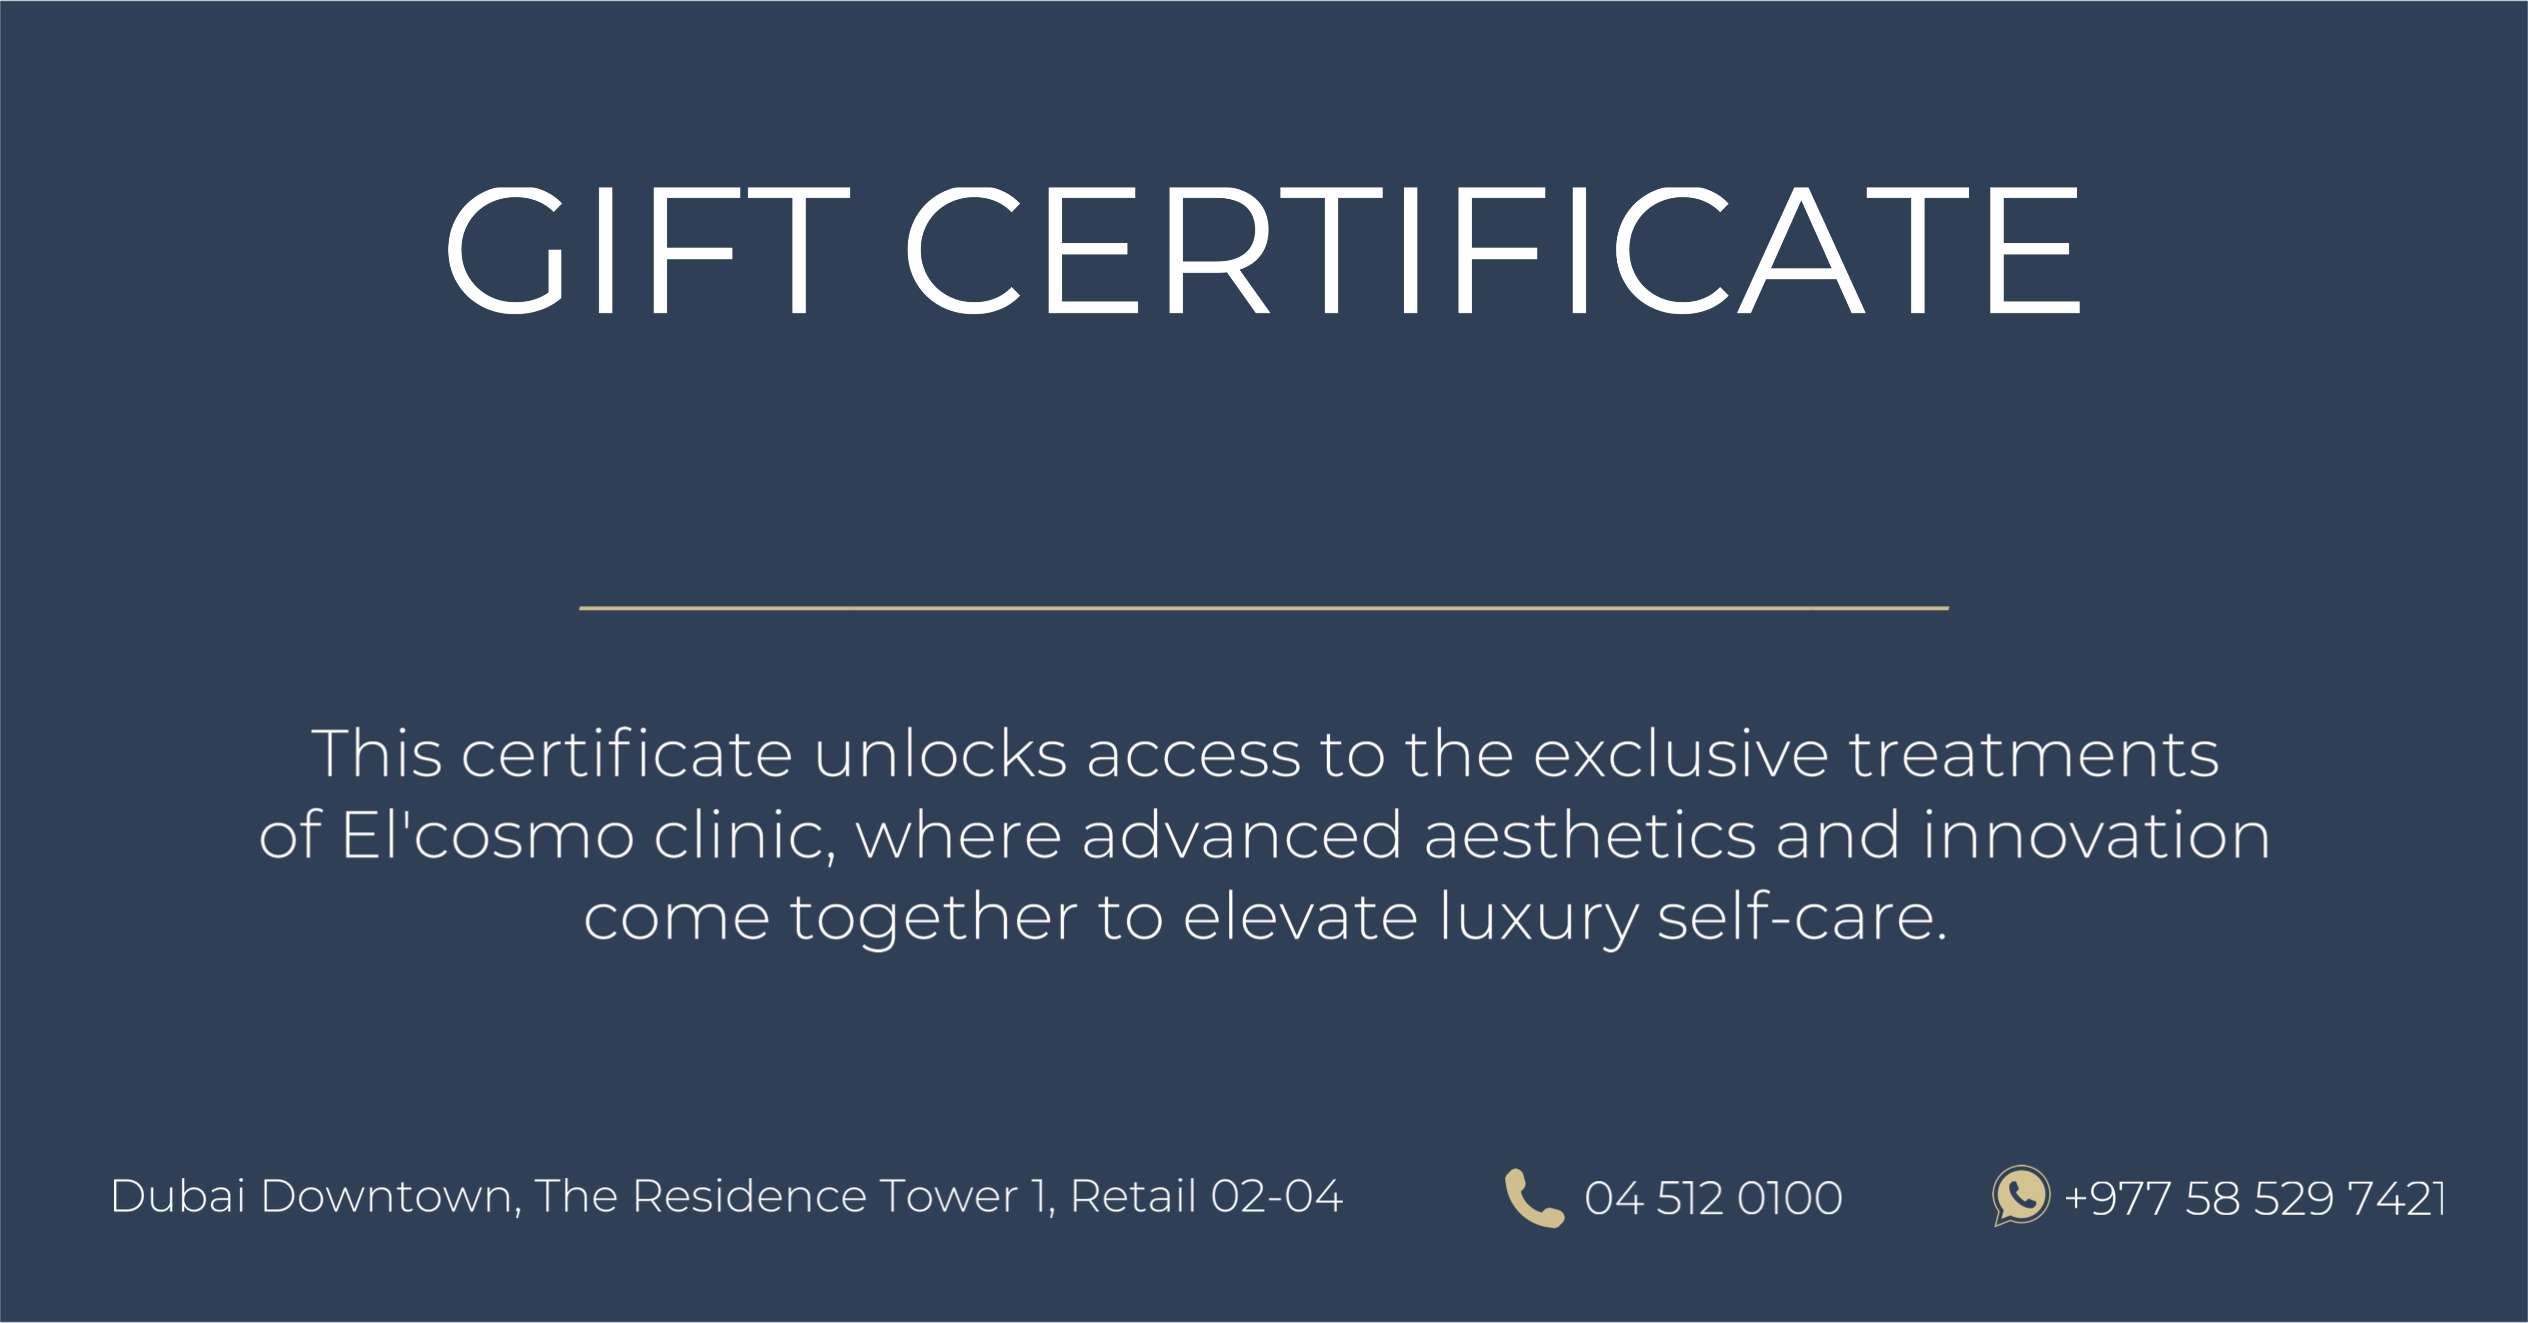 GIFT CERTIFICATE
This certificate unlocks access to the exclusive treatments
of El'cosmo clinic, where advanced aesthetics and innovation
come together to elevate luxury self-care.
Dubai Downtown, The Residence Tower 1, Retail 02-04
04 512 0100
+977 58 529 7421